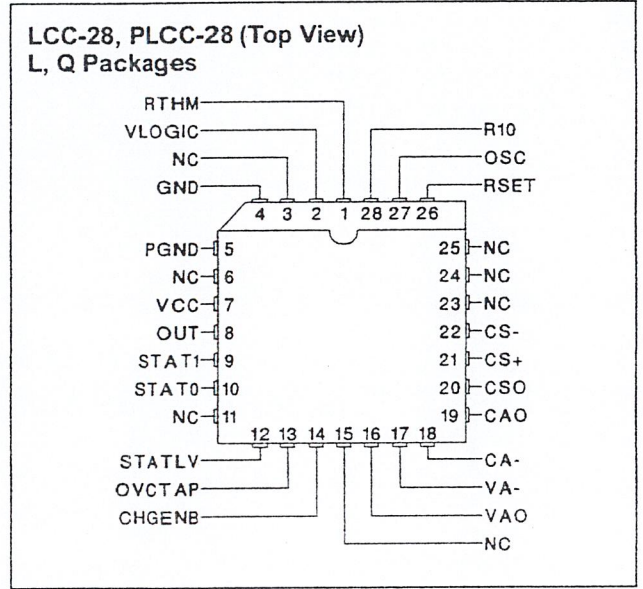 LCC-28, PLCC-28 (Top View)
L, Q Packages
RTHM
VLOGIC
NC
GND
R10
OSC
RSET
4 3 2 1 28 27 26
PGND 5
NC 6
VCC 7
OUT 8
STAT1 9
STAT0 10
NC 11
25 NC
24 NC
23 NC
22 CS-
21 CS+
20 CSO
19 CAO
12 13 14 15 16 17 18
STATLV
OVCTAP
CHGENB
CA-
VA-
VAO
NC